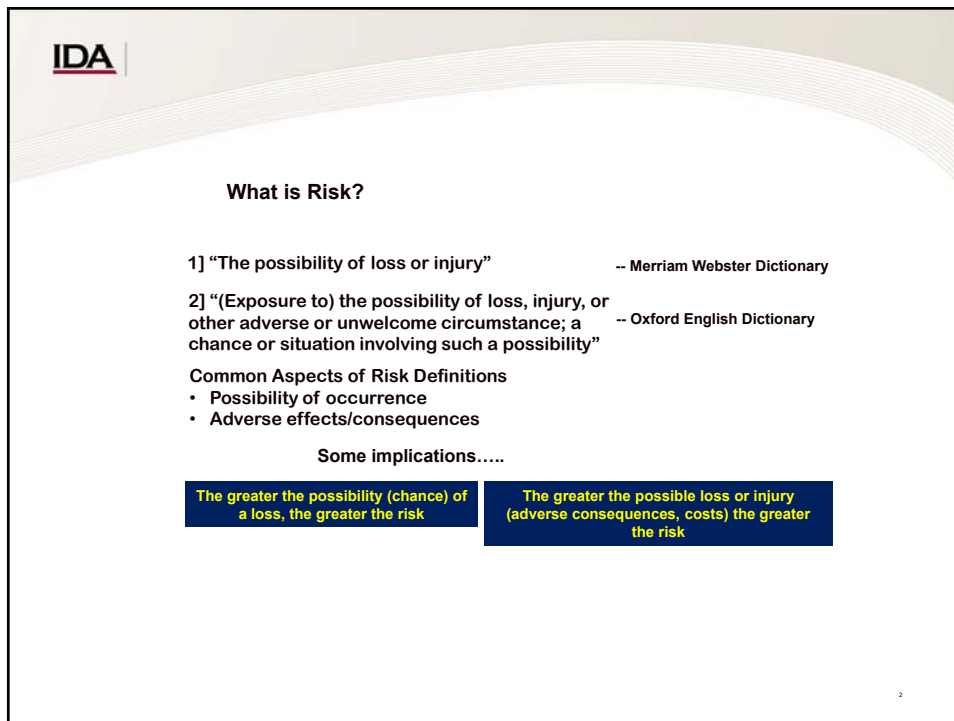 IDA
What is Risk?
1] “The possibility of loss or injury”
-- Merriam Webster Dictionary
2] “(Exposure to) the possibility of loss, injury, or
other adverse or unwelcome circumstance; a
chance or situation involving such a possibility”
-- Oxford English Dictionary
Common Aspects of Risk Definitions
• Possibility of occurrence
• Adverse effects/consequences
Some implications…..
The greater the possibility (chance) of
a loss, the greater the risk
The greater the possible loss or injury
(adverse consequences, costs) the greater
the risk
2